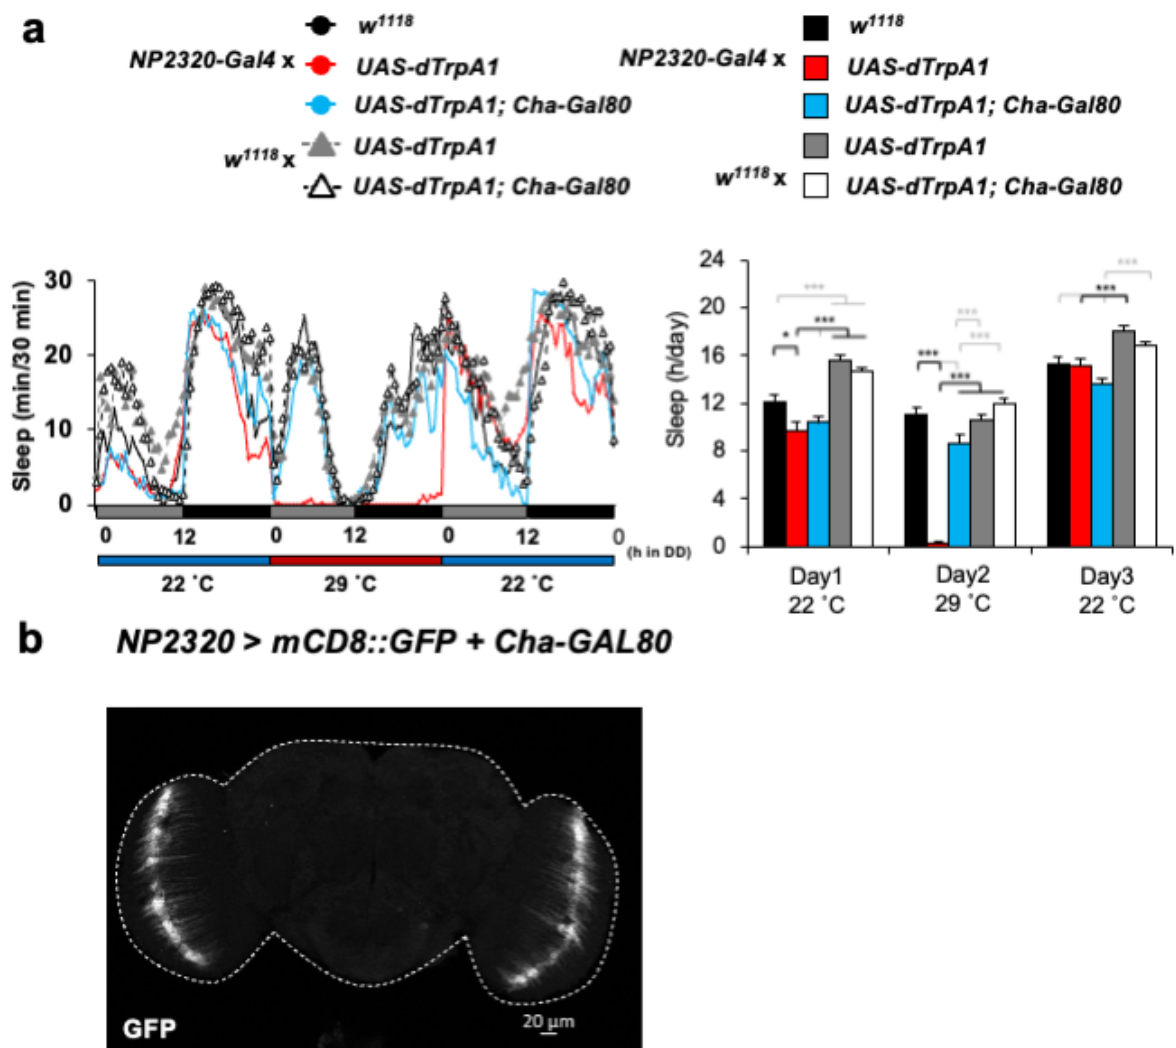 a
w1118
NP2320-Gal4 x
UAS-dTrpA1
UAS-dTrpA1; Cha-Gal80
w1118 x
UAS-dTrpA1
UAS-dTrpA1; Cha-Gal80
w1118
NP2320-Gal4 x
UAS-dTrpA1
UAS-dTrpA1; Cha-Gal80
UAS-dTrpA1
w1118 x
UAS-dTrpA1; Cha-Gal80
Sleep (min/30 min)
30
20
10
0
0 12 0 12 0 12 0
(h in DD)
22 ˚C 29 ˚C 22 ˚C
Sleep (h/day)
24
20
16
12
8
4
0
***
*
***
***
***
***
***
***
***
Day1 Day2 Day3
22 ˚C 29 ˚C 22 ˚C
b
NP2320 > mCD8::GFP + Cha-GAL80
GFP
20 µm